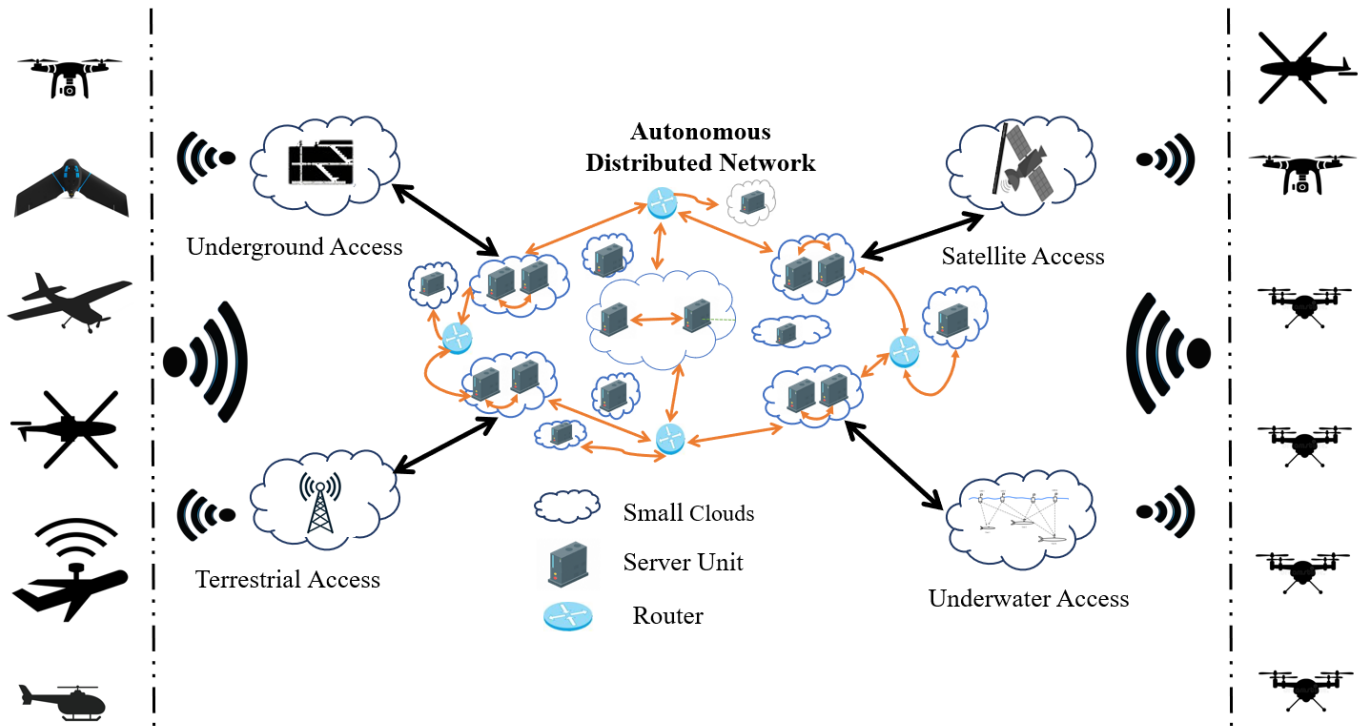 Autonomous
Distributed Network
Underground Access
Satellite Access
Terrestrial Access
Underwater Access
Small Clouds
Server Unit
Router